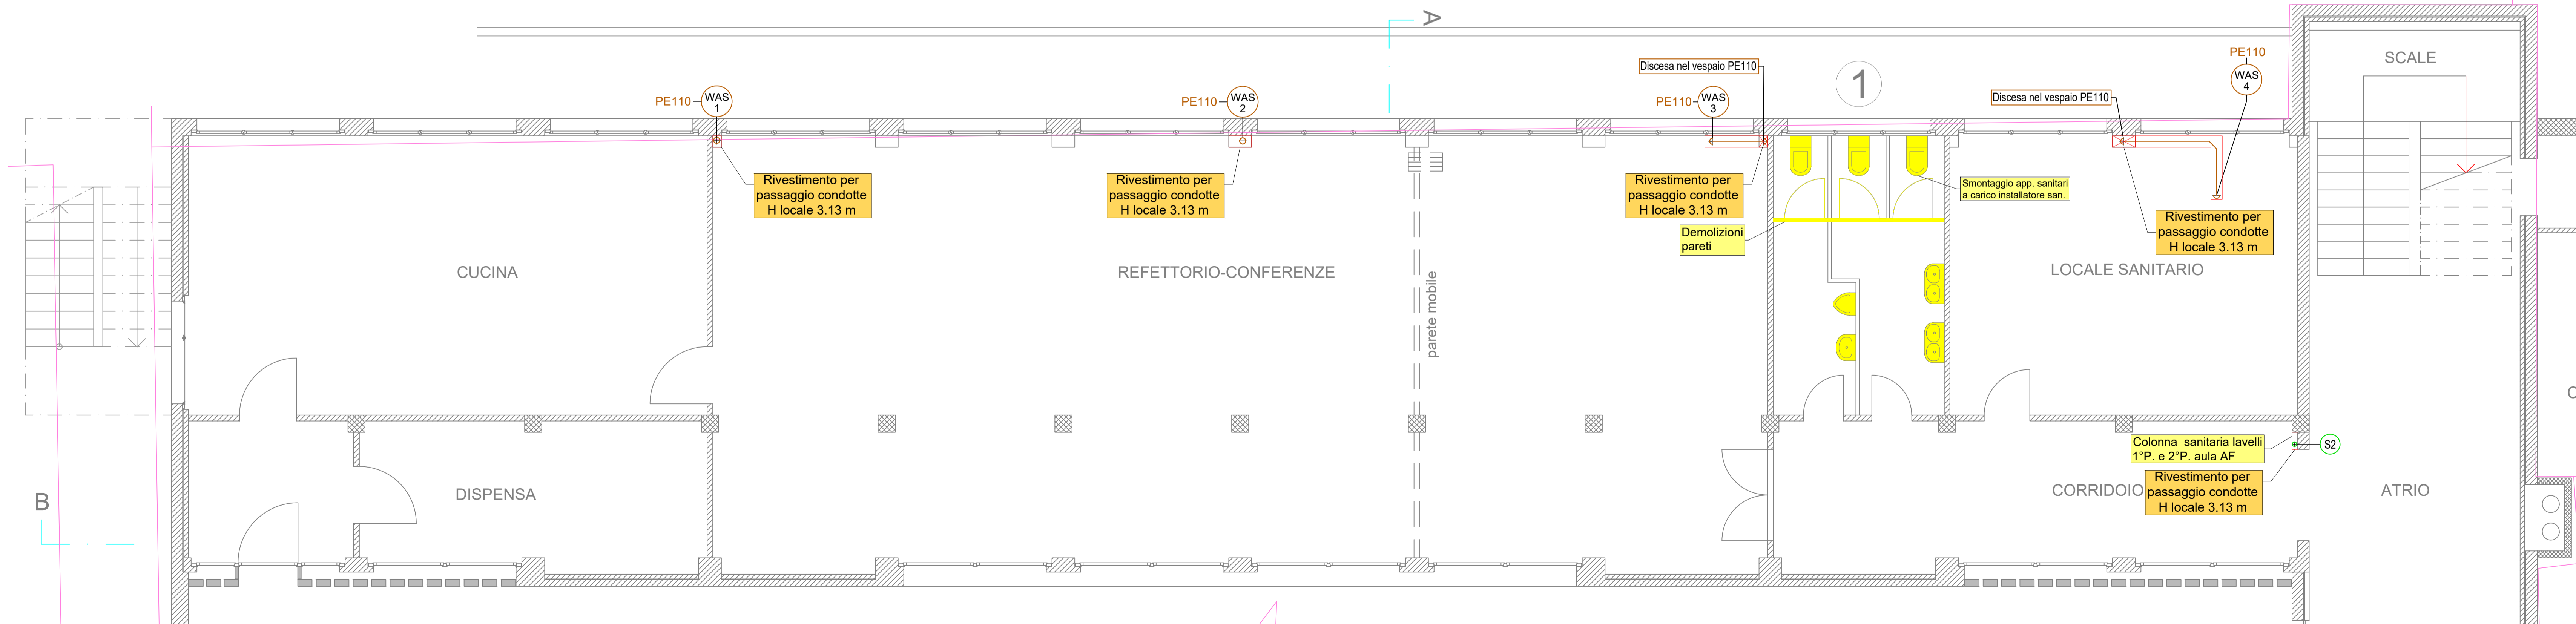 A
PE110
WAS
1
PE110
WAS
2
Discesa nel vespaio PE110
PE110
WAS
3
1
Discesa nel vespaio PE110
PE110
WAS
4
SCALE
Rivestimento per
passaggio condotte
H locale 3.13 m
Rivestimento per
passaggio condotte
H locale 3.13 m
Rivestimento per
passaggio condotte
H locale 3.13 m
Smontaggio app. sanitari
a carico installatore san.
Demolizioni
pareti
Rivestimento per
passaggio condotte
H locale 3.13 m
CUCINA
REFETTORIO-CONFERENZE
parete mobile
LOCALE SANITARIO
Colonna sanitaria lavelli
1°P. e 2°P. aula AF
S2
Rivestimento per
passaggio condotte
H locale 3.13 m
B
DISPENSA
CORRIDOIO
ATRIO